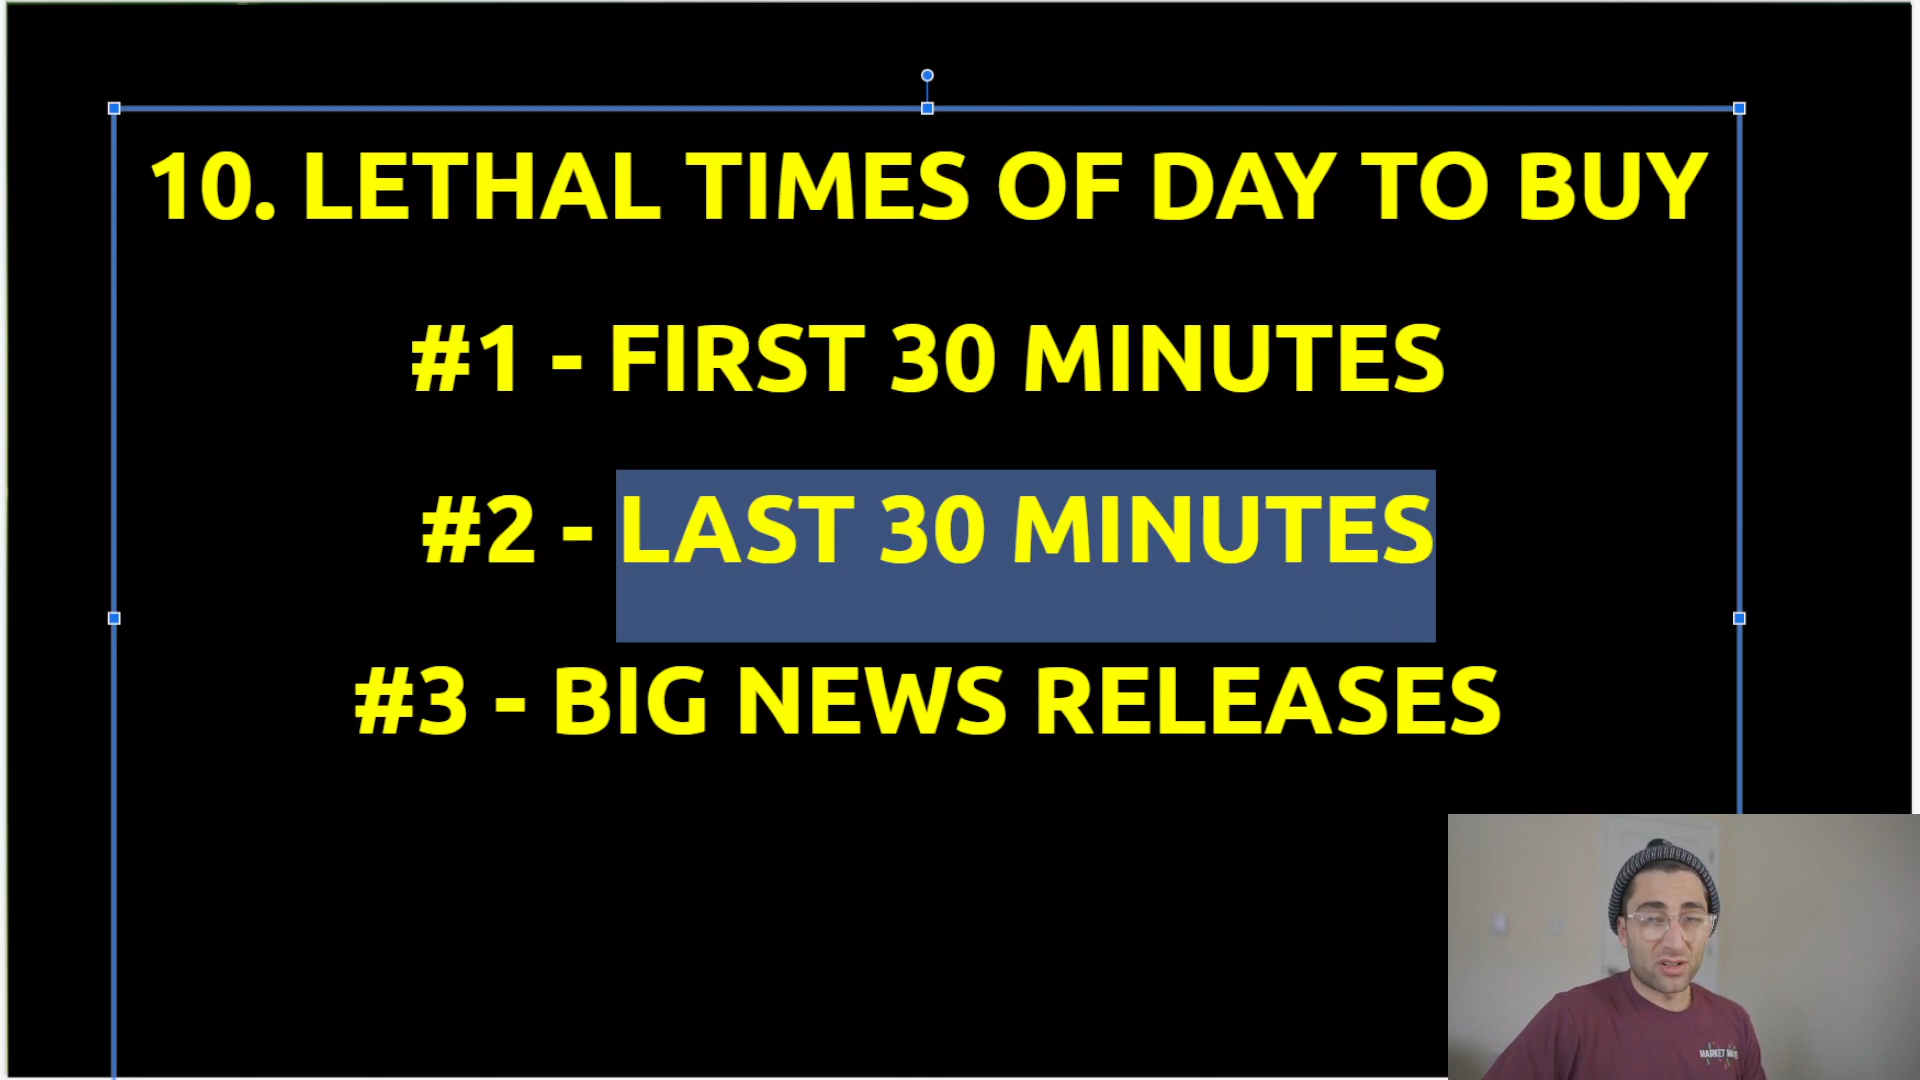 10. LETHAL TIMES OF DAY TO BUY
#1 - FIRST 30 MINUTES
#2 - LAST 30 MINUTES
#3 - BIG NEWS RELEASES
MARKET